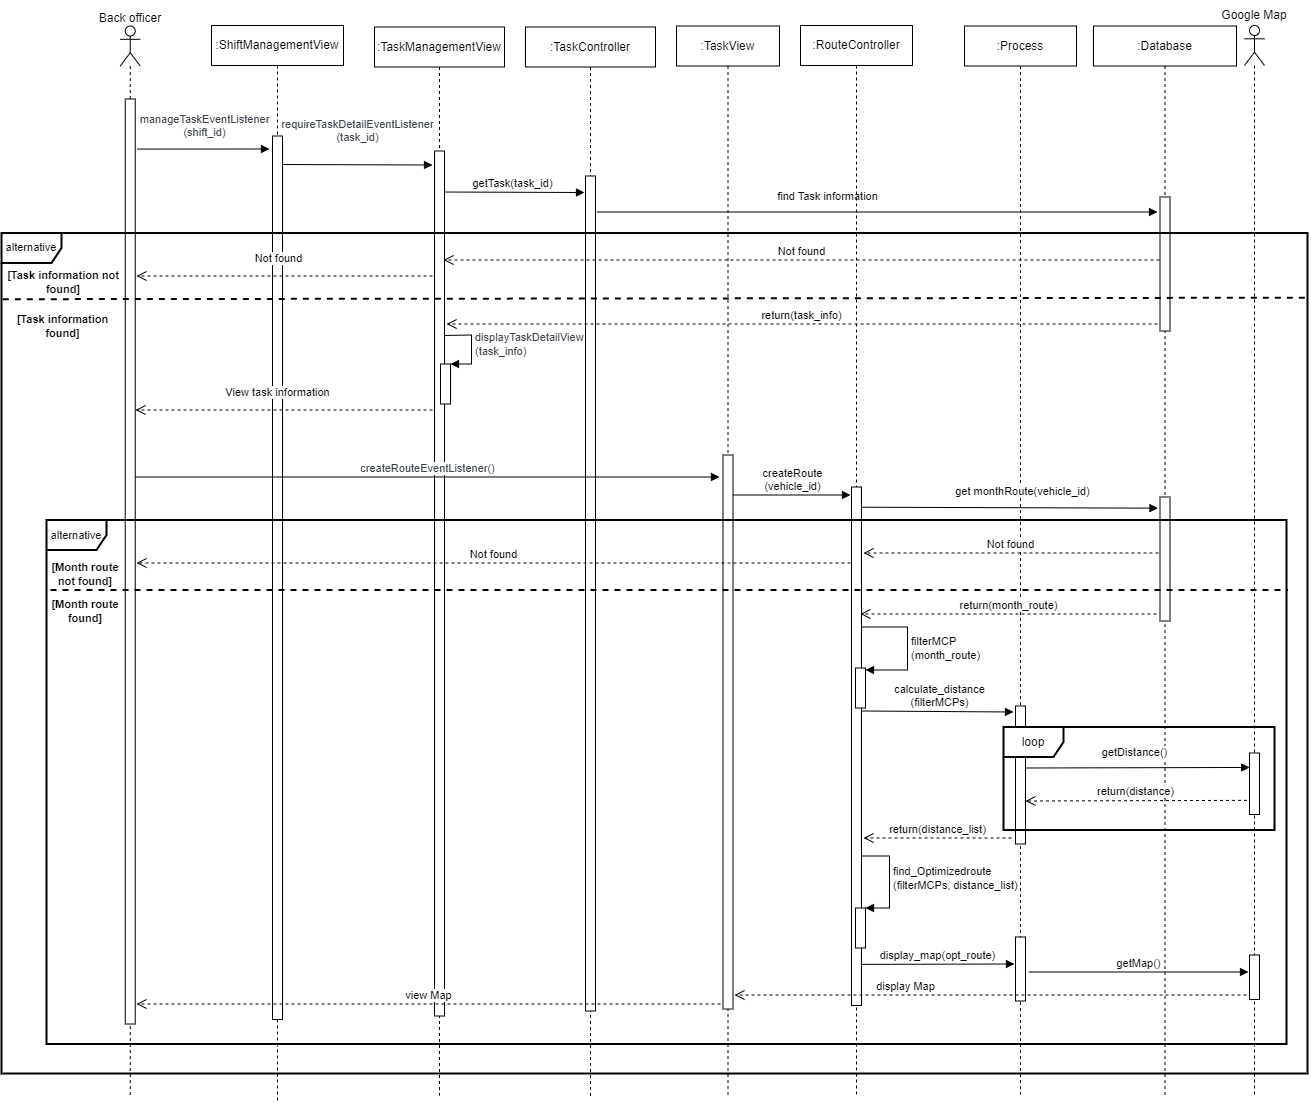 Back officer
Google Map
:ShiftManagementView
:TaskManagementView
:TaskController
:TaskView
:RouteController
:Process
:Database
manageTaskEventListener
(shift_id)
requireTaskDetailEventListener
(task_id)
getTask(task_id)
find Task information
alternative
Not found
Not found
[Task information not
found]
[Task information
found]
return(task_info)
displayTaskDetailView
(task_info)
View task information
createRouteEventListener()
createRoute
(vehicle_id)
get monthRoute(vehicle_id)
alternative
Not found
Not found
[Month route
not found]
[Month route
found]
return(month_route)
filterMCP
(month_route)
calculate_distance
(filterMCPs)
loop
getDistance()
return(distance)
return(distance_list)
find_Optimizedroute
(filterMCPs, distance_list)
display_map(opt_route)
getMap()
display Map
view Map